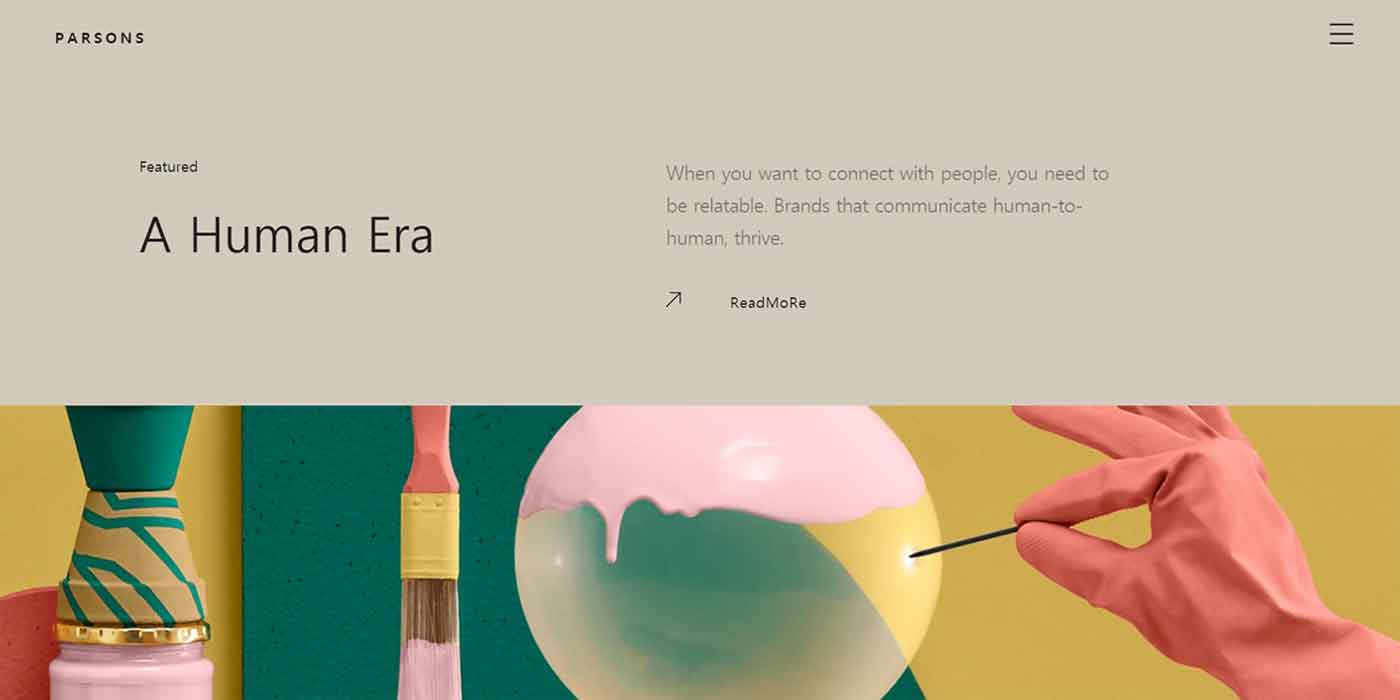 PARSONS
Featured
A Human Era
When you want to connect with people, you need to
be relatable. Brands that communicate human-to-
human, thrive.
ReadMoRe